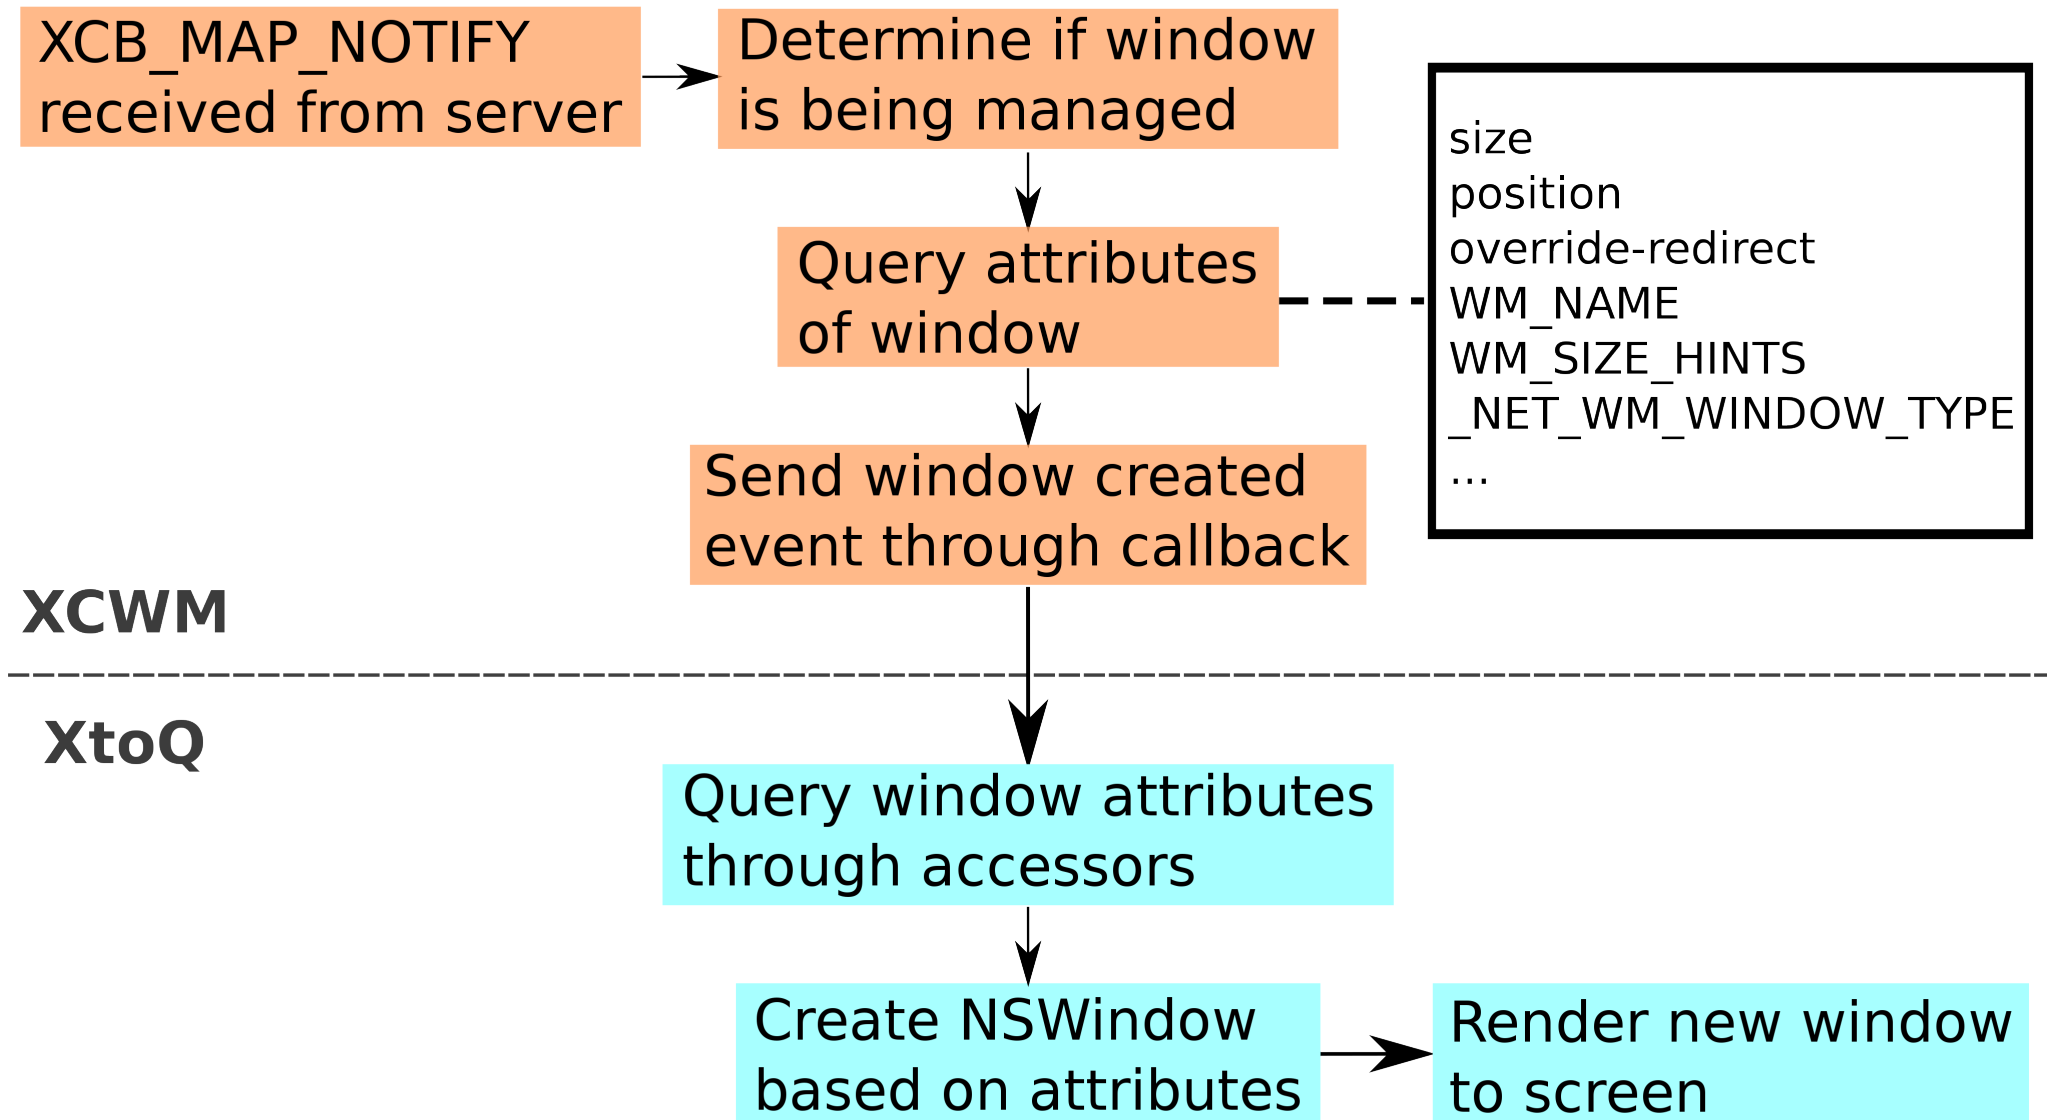 XCB_MAP_NOTIFY
received from server
Determine if window
is being managed
size
position
override-redirect
WM_NAME
WM_SIZE_HINTS
_NET_WM_WINDOW_TYPE
...
Query attributes
of window
Send window created
event through callback
XCWM
XtoQ
Query window attributes
through accessors
Create NSWindow
based on attributes
Render new window
to screen